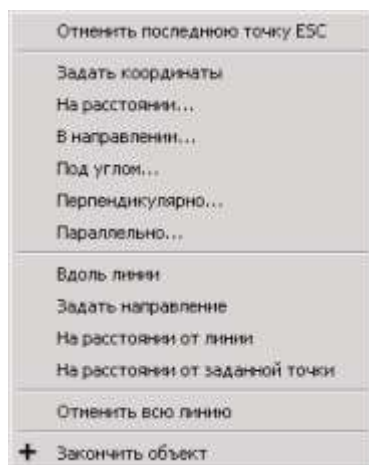 Отменить последнюю точку ESC
Задать координаты
На расстоянии...
В направлении...
Под углом...
Перпендикулярно...
Параллельно...
Вдоль линии
Задать направление
На расстоянии от линии
На расстоянии от заданной точки
Отменить всю линию
Закончить объект